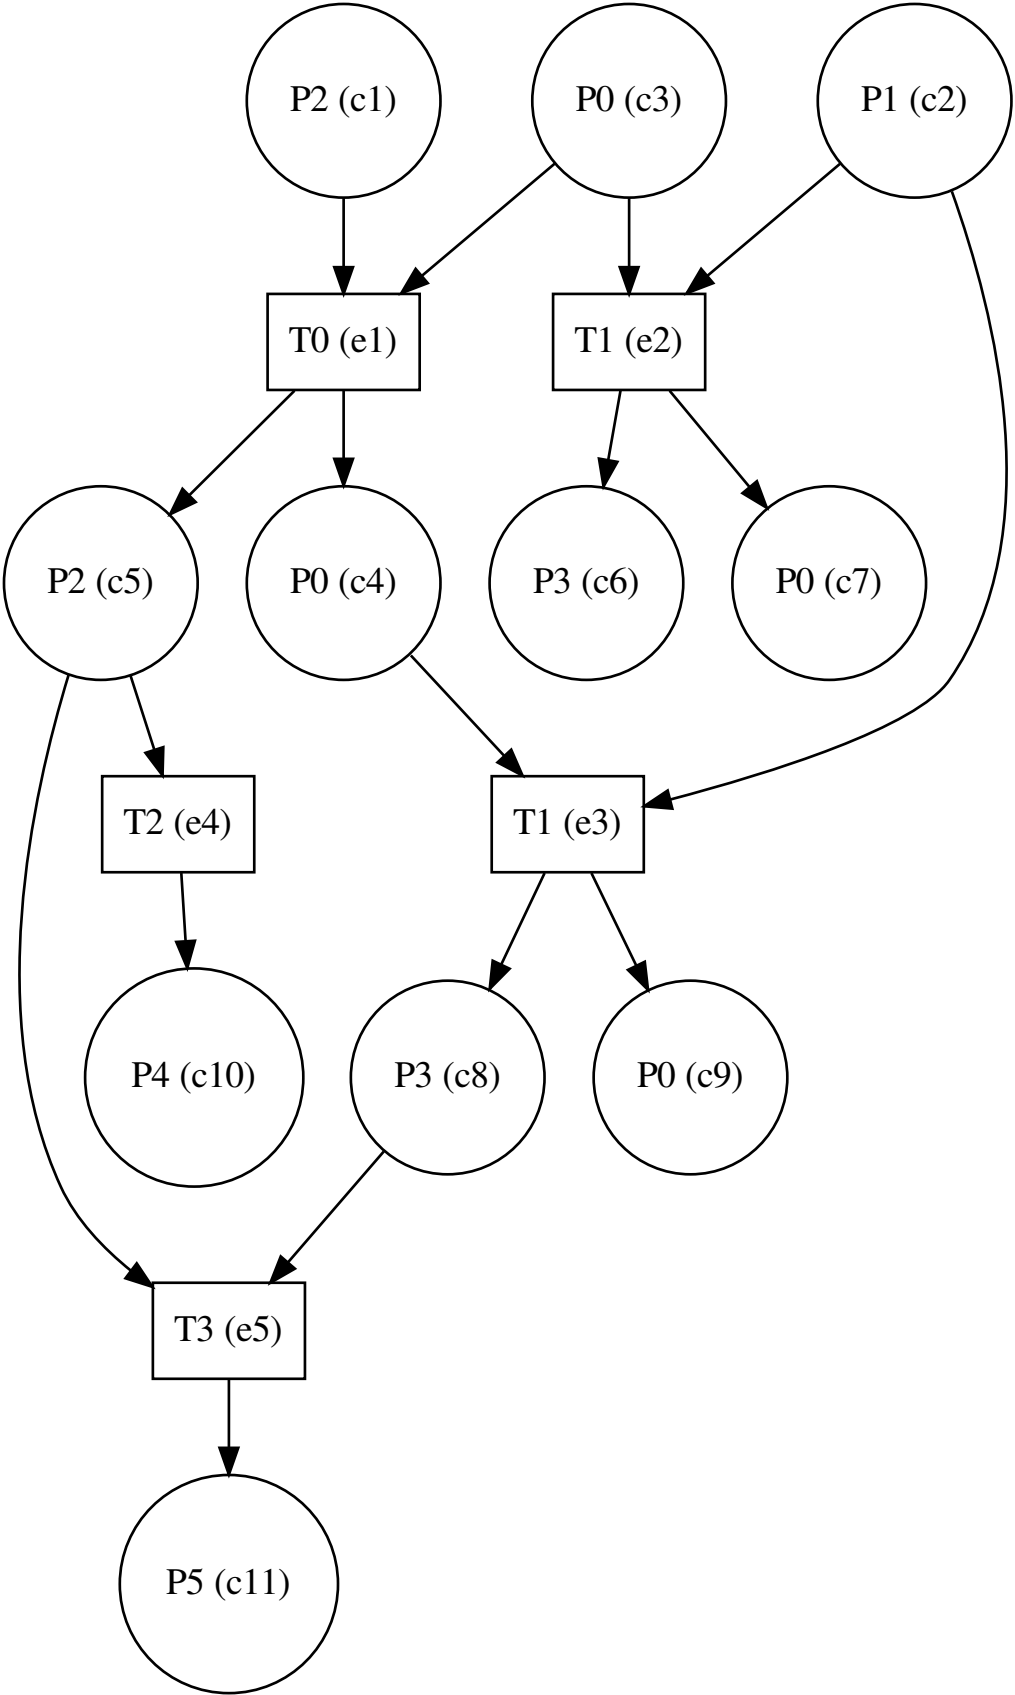 P2 (c1)
P0 (c3)
P1 (c2)
T0 (e1)
T1 (e2)
P2 (c5)
P0 (c4)
P3 (c6)
P0 (c7)
T2 (e4)
T1 (e3)
P4 (c10)
P3 (c8)
P0 (c9)
T3 (e5)
P5 (c11)